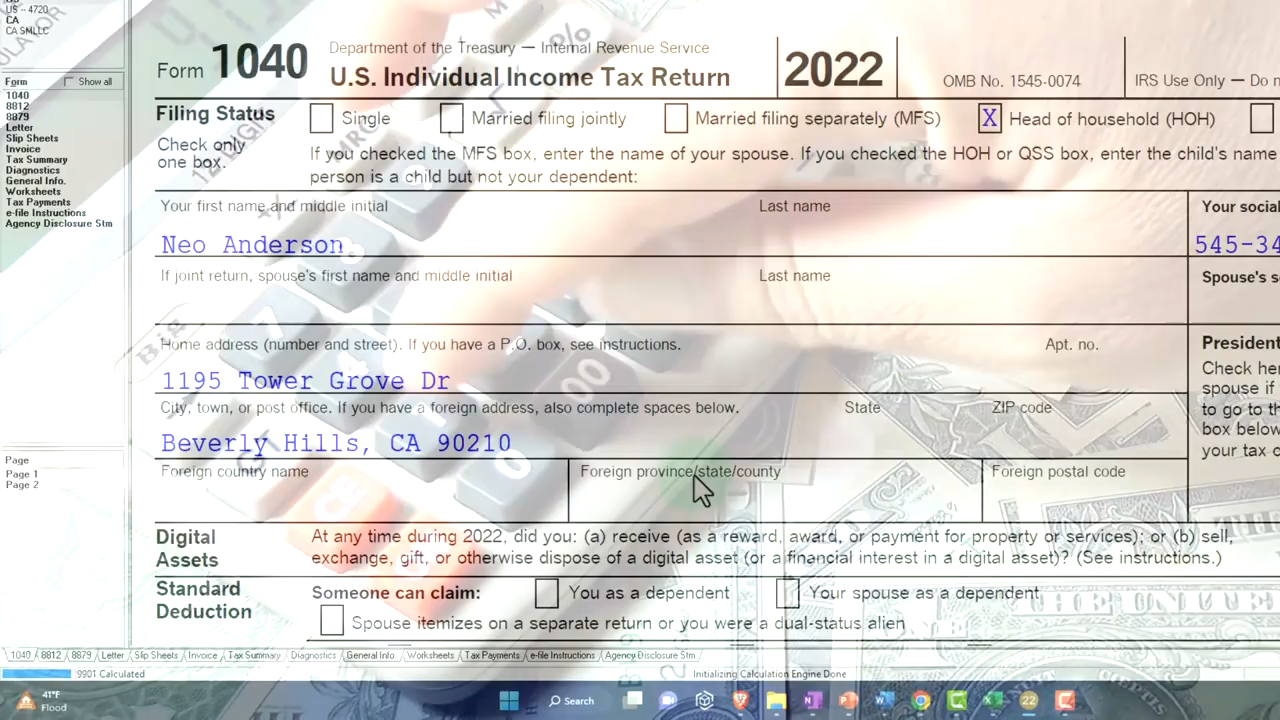 US -- 4720
CA
CA SMLLC
Form Show all
1040
8812
8879
Letter
Slip Sheets
Invoice
Tax Summary
Diagnostics
General Info.
Worksheets
Tax Payments
e-file Instructions
Agency Disclosure Stm
Page
Page 1
Page 2
Form 1040
Department of the Treasury — Internal Revenue Service
U.S. Individual Income Tax Return
2022
OMB No. 1545-0074
IRS Use Only — Do
Filing Status
Check only
one box.
Single
Married filing jointly
Married filing separately (MFS)
X Head of household (HOH)
If you checked the MFS box, enter the name of your spouse. If you checked the HOH or QSS box, enter the child's name
person is a child but not your dependent:
Your first name and middle initial Last name Your social
Neo Anderson 545-34
If joint return, spouse's first name and middle initial Last name Spouse's s
Home address (number and street). If you have a P.O. box, see instructions. Apt. no.
1195 Tower Grove Dr
City, town, or post office. If you have a foreign address, also complete spaces below. State ZIP code
Beverly Hills, CA 90210
Foreign country name Foreign province/state/county Foreign postal code
President
Check her
spouse if
to go to th
box below
your tax
Digital
Assets
At any time during 2022, did you: (a) receive (as a reward, award, or payment for property or services); or (b) sell,
exchange, gift, or otherwise dispose of a digital asset (or a financial interest in a digital asset)? (See instructions.)
Standard
Deduction
Someone can claim: You as a dependent Your spouse as a dependent
Spouse itemizes on a separate return or you were a dual-status alien
1040 8812 8879 Letter Slip Sheets Invoice Tax Summary Diagnostics General Info. Worksheets Tax Payments e-file Instructions Agency Disclosure Stm
9901 Calculated Initializing Calculation Engine Done
41°F
Flood
Search
22